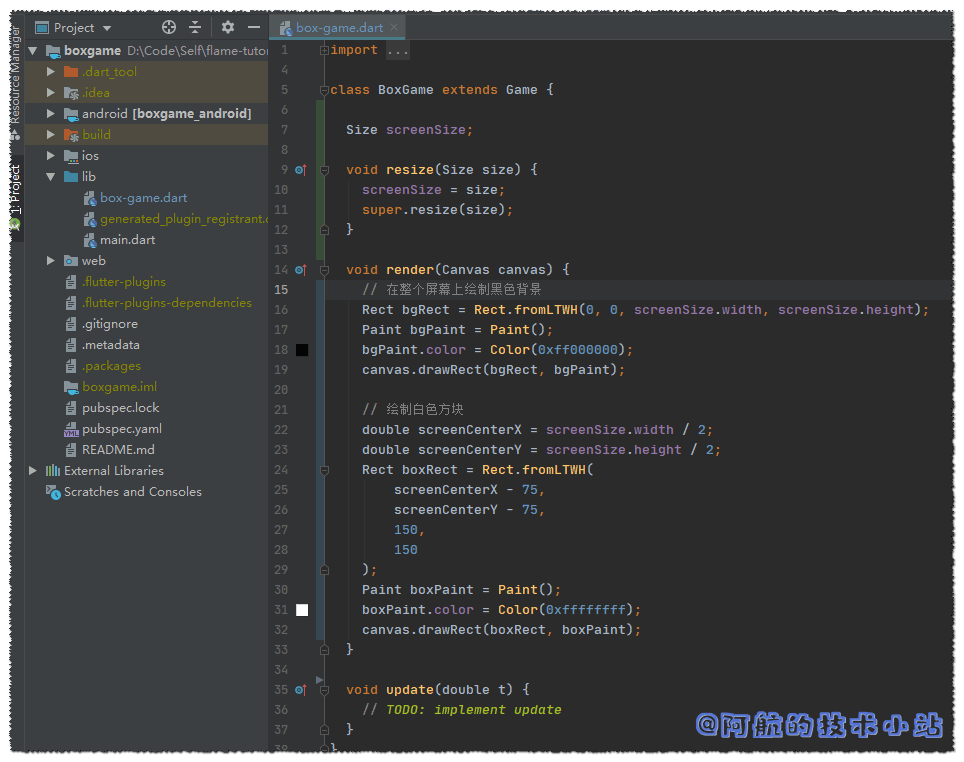 Resource Manager
1: Project
Project
boxgame D:\Code\Self\flame-tutor
.dart_tool
.idea
android [boxgame_android]
build
ios
lib
box-game.dart
generated_plugin_registrant.
main.dart
web
.flutter-plugins
.flutter-plugins-dependencies
.gitignore
.metadata
.packages
boxgame.iml
pubspec.lock
pubspec.yaml
README.md
External Libraries
Scratches and Consoles
box-game.dart
1 import ...
4
5 class BoxGame extends Game {
6
7 Size screenSize;
8
9 void resize(Size size) {
10 screenSize = size;
11 super.resize(size);
12 }
13
14 void render(Canvas canvas) {
15 // 在整个屏幕上绘制黑色背景
16 Rect bgRect = Rect.fromLTWH(0, 0, screenSize.width, screenSize.height);
17 Paint bgPaint = Paint();
18 bgPaint.color = Color(0xff000000);
19 canvas.drawRect(bgRect, bgPaint);
20
21 // 绘制白色方块
22 double screenCenterX = screenSize.width / 2;
23 double screenCenterY = screenSize.height / 2;
24 Rect boxRect = Rect.fromLTWH(
25 screenCenterX - 75,
26 screenCenterY - 75,
27 150,
28 150
29 );
30 Paint boxPaint = Paint();
31 boxPaint.color = Color(0xffffffff);
32 canvas.drawRect(boxRect, boxPaint);
33 }
34
35 void update(double t) {
36 // TODO: implement update
37 }
38 }
@阿航的技术小站